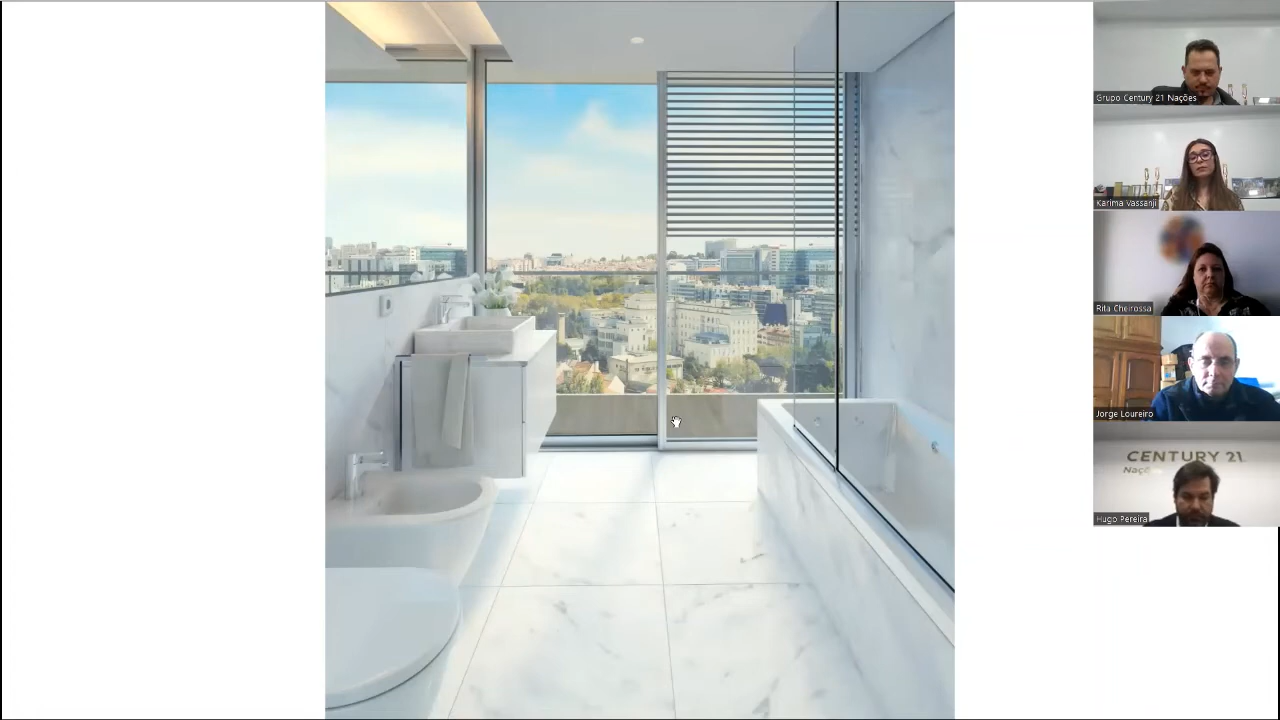 Grupo Century 21 Nações
Karima Vassanji
Rita Cheirossa
Jorge Loureiro
CENTURY 21.
Hugo Pereira